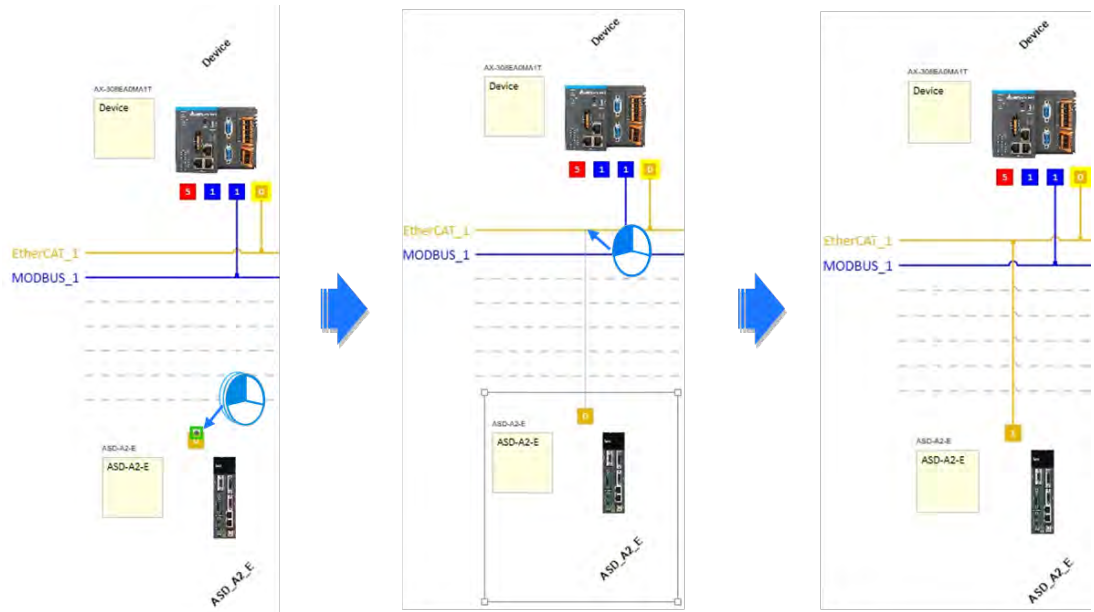 Device
AX-308EA0MA1T
Device
5 1 1 0
EtherCAT_1
MODBUS_1
ASD-A2-E
ASD-A2-E
ASD_A2_E
Device
AX-308EA0MA1T
Device
5 1 1 0
EtherCAT_1
MODBUS_1
0
ASD-A2-E
ASD-A2-E
ASD_A2_E
Device
AX-308EA0MA1T
Device
5 1 1 0
EtherCAT_1
MODBUS_1
ASD-A2-E
ASD-A2-E
ASD_A2_E